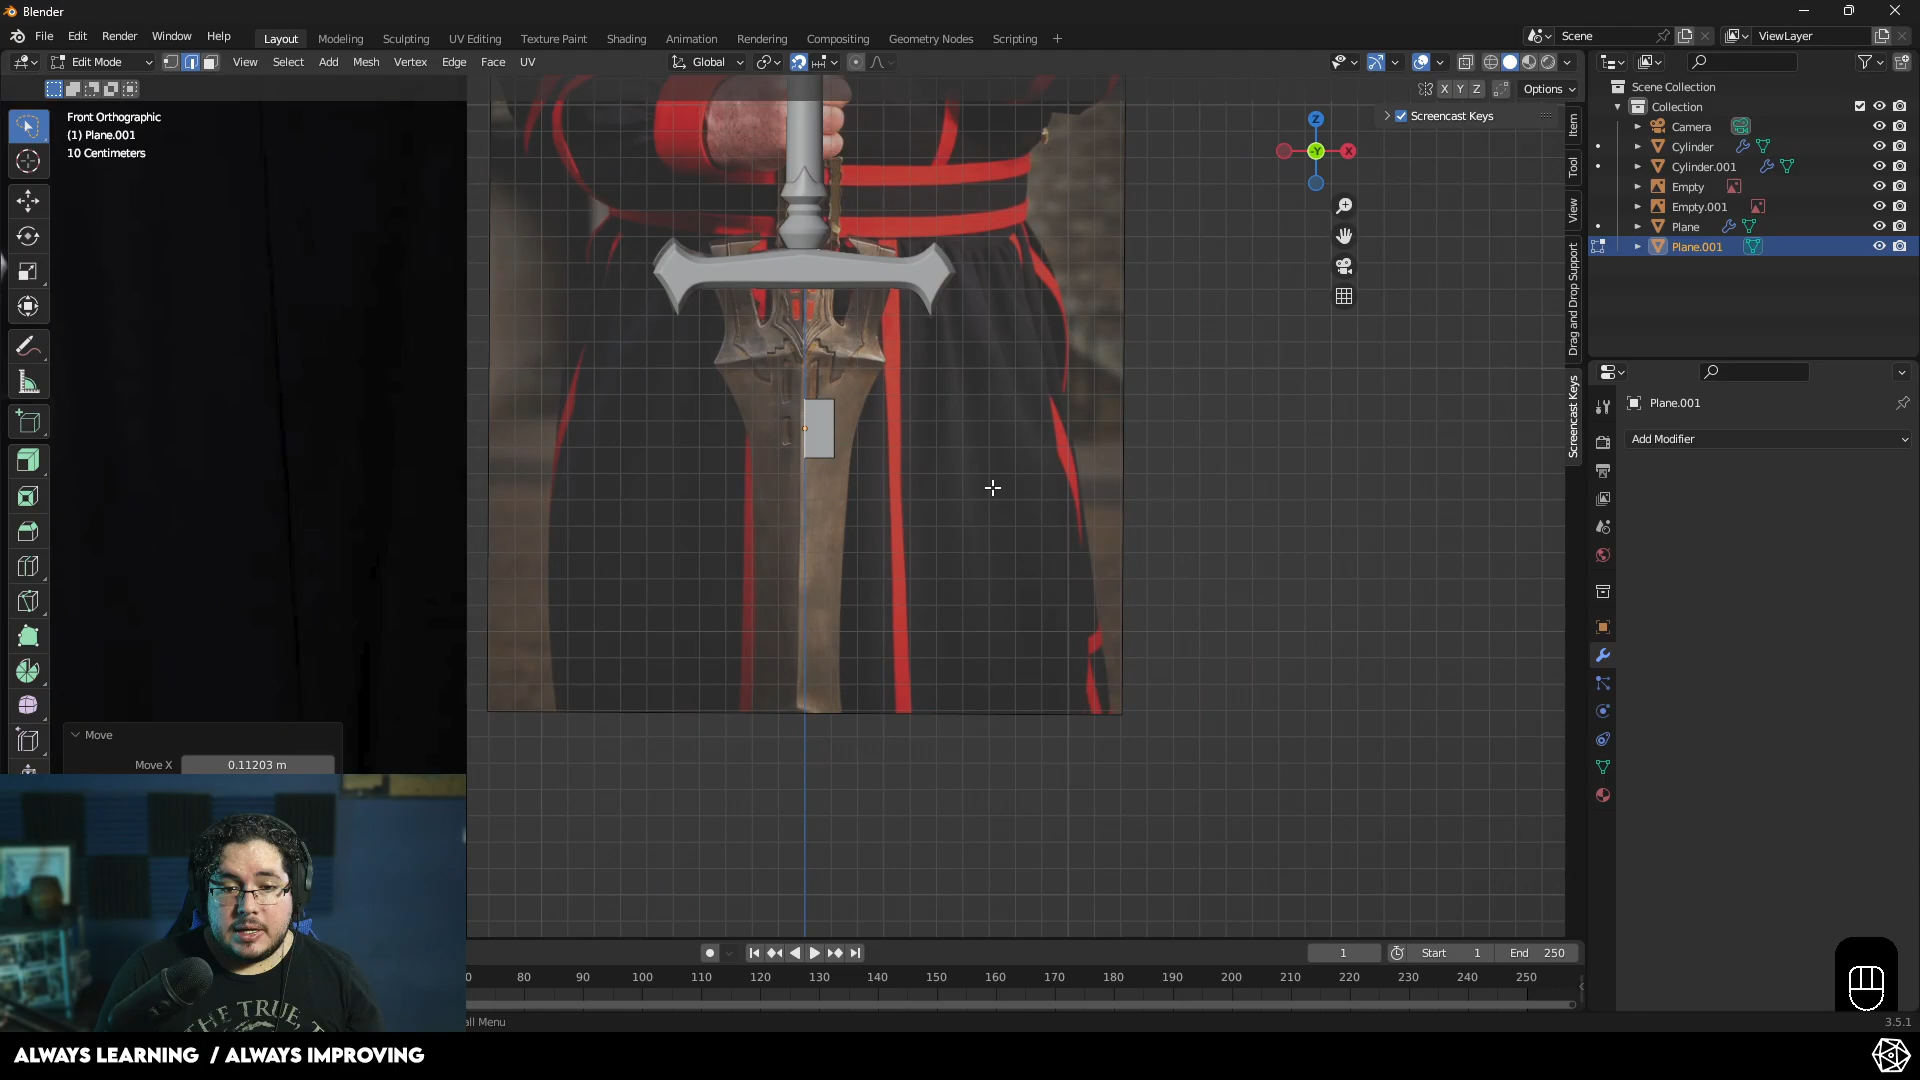 Blender
File Edit Render Window Help
Layout Modeling Sculpting UV Editing Texture Paint Shading Animation Rendering Compositing Geometry Nodes Scripting +
Scene
ViewLayer
Edit Mode
View Select Add Mesh Vertex Edge Face UV
Global
X Y Z
Options
Front Orthographic
(1) Plane.001
10 Centimeters
Screencast Keys
Z
-Y
X
Item
Tool
View
Drag and Drop Support
Screencast Keys
Scene Collection
Collection
Camera
Cylinder
Cylinder.001
Empty
Empty.001
Plane
Plane.001
Plane.001
Add Modifier
Move
Move X 0.11203 m
1
Start 1
End 250
80 90 100 110 120 130 140 150 160 170 180 190 200 210 220 230 240 250
all Menu
3.5.1
THE TRUE, T
ALWAYS LEARNING / ALWAYS IMPROVING